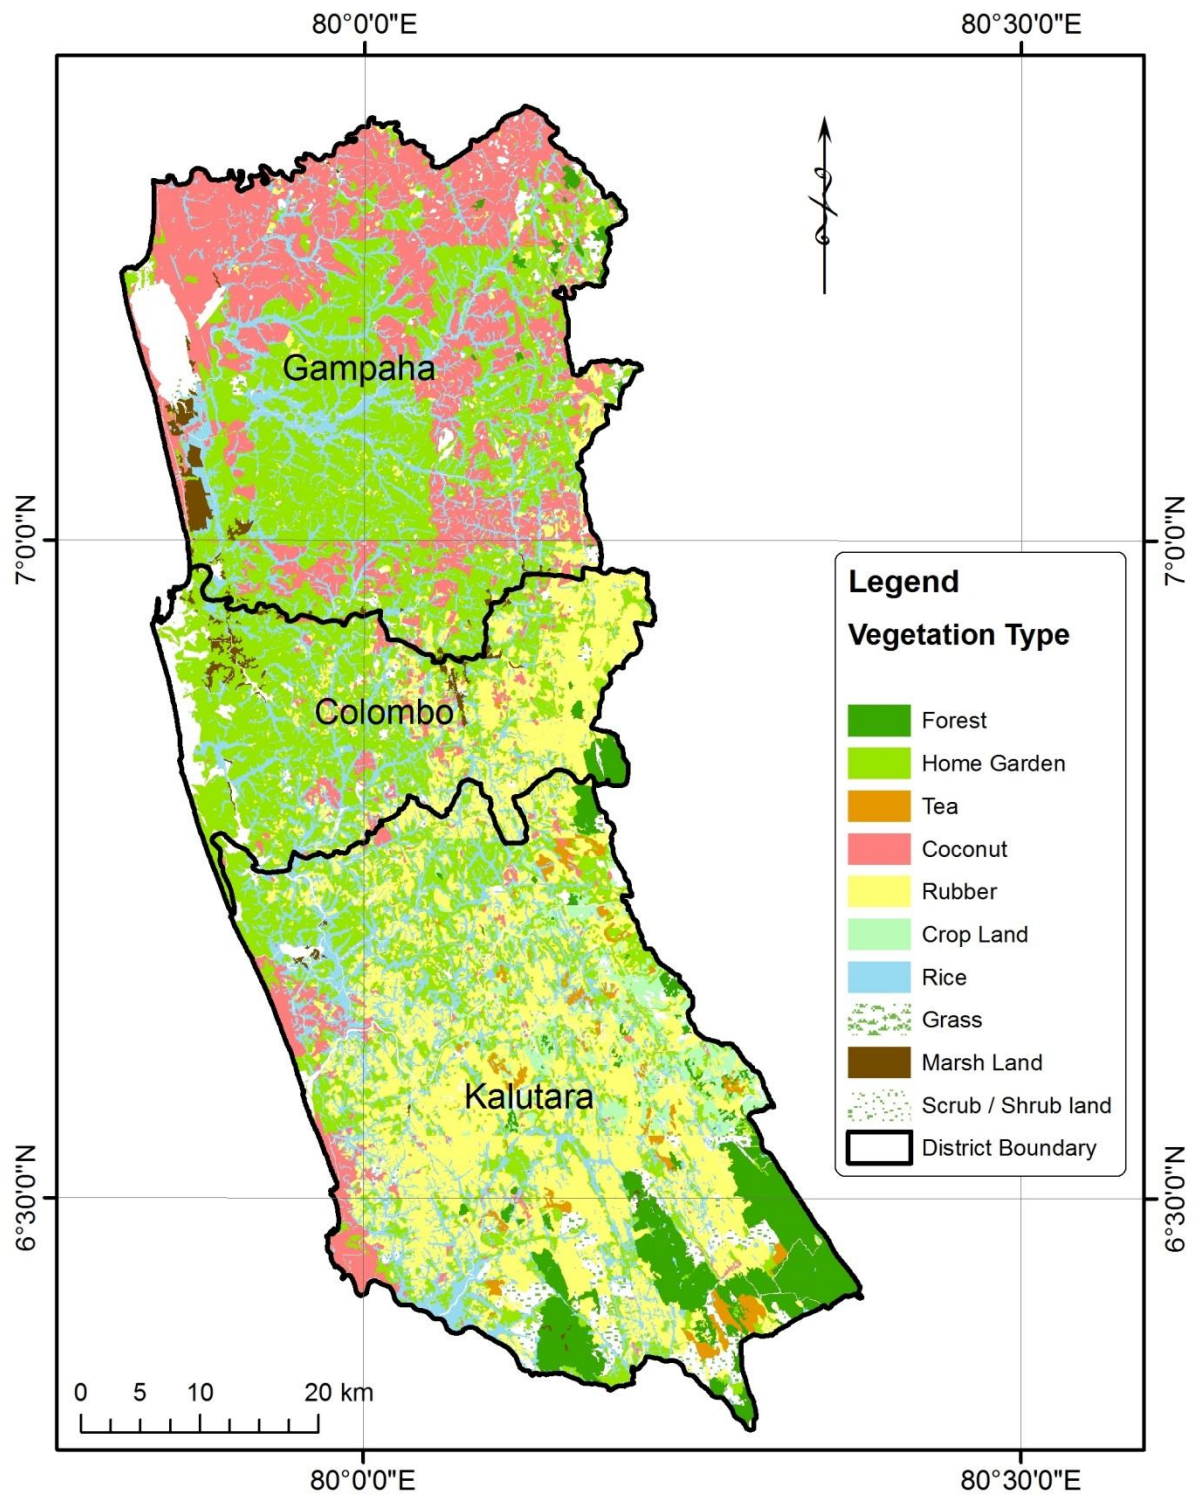 80°0'0"E 80°30'0"E
Gampaha
7°0'0"N 7°0'0"N
Legend
Vegetation Type
Forest
Home Garden
Tea
Coconut
Rubber
Crop Land
Rice
Grass
Marsh Land
Scrub / Shrub land
District Boundary
Colombo
Kalutara
6°30'0"N 6°30'0"N
0 5 10 20 km
80°0'0"E 80°30'0"E